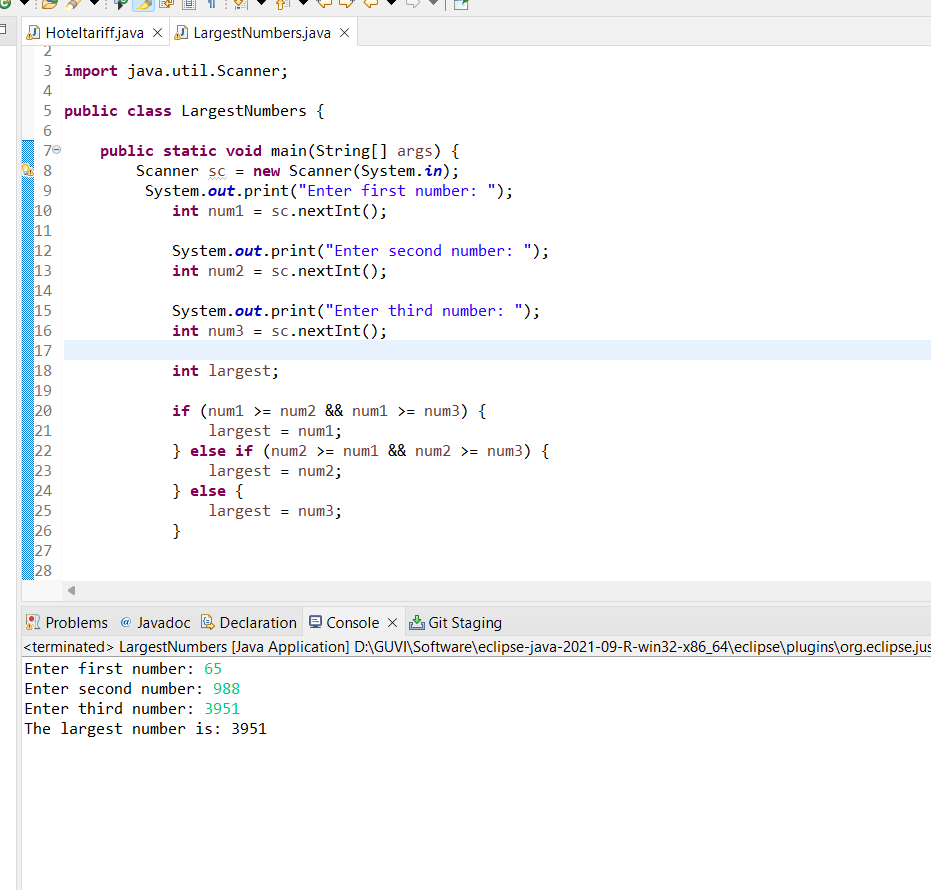 Hoteltariff.java LargestNumbers.java
2
3 import java.util.Scanner;
4
5 public class LargestNumbers {
6
7 public static void main(String[] args) {
8 Scanner sc = new Scanner(System.in);
9 System.out.print("Enter first number: ");
10 int num1 = sc.nextInt();
11
12 System.out.print("Enter second number: ");
13 int num2 = sc.nextInt();
14
15 System.out.print("Enter third number: ");
16 int num3 = sc.nextInt();
17
18 int largest;
19
20 if (num1 >= num2 && num1 >= num3) {
21 largest = num1;
22 } else if (num2 >= num1 && num2 >= num3) {
23 largest = num2;
24 } else {
25 largest = num3;
26 }
27
28
Problems @ Javadoc Declaration Console Git Staging
<terminated> LargestNumbers [Java Application] D:\GUVI\Software\eclipse-java-2021-09-R-win32-x86_64\eclipse\plugins\org.eclipse.jus
Enter first number: 65
Enter second number: 988
Enter third number: 3951
The largest number is: 3951